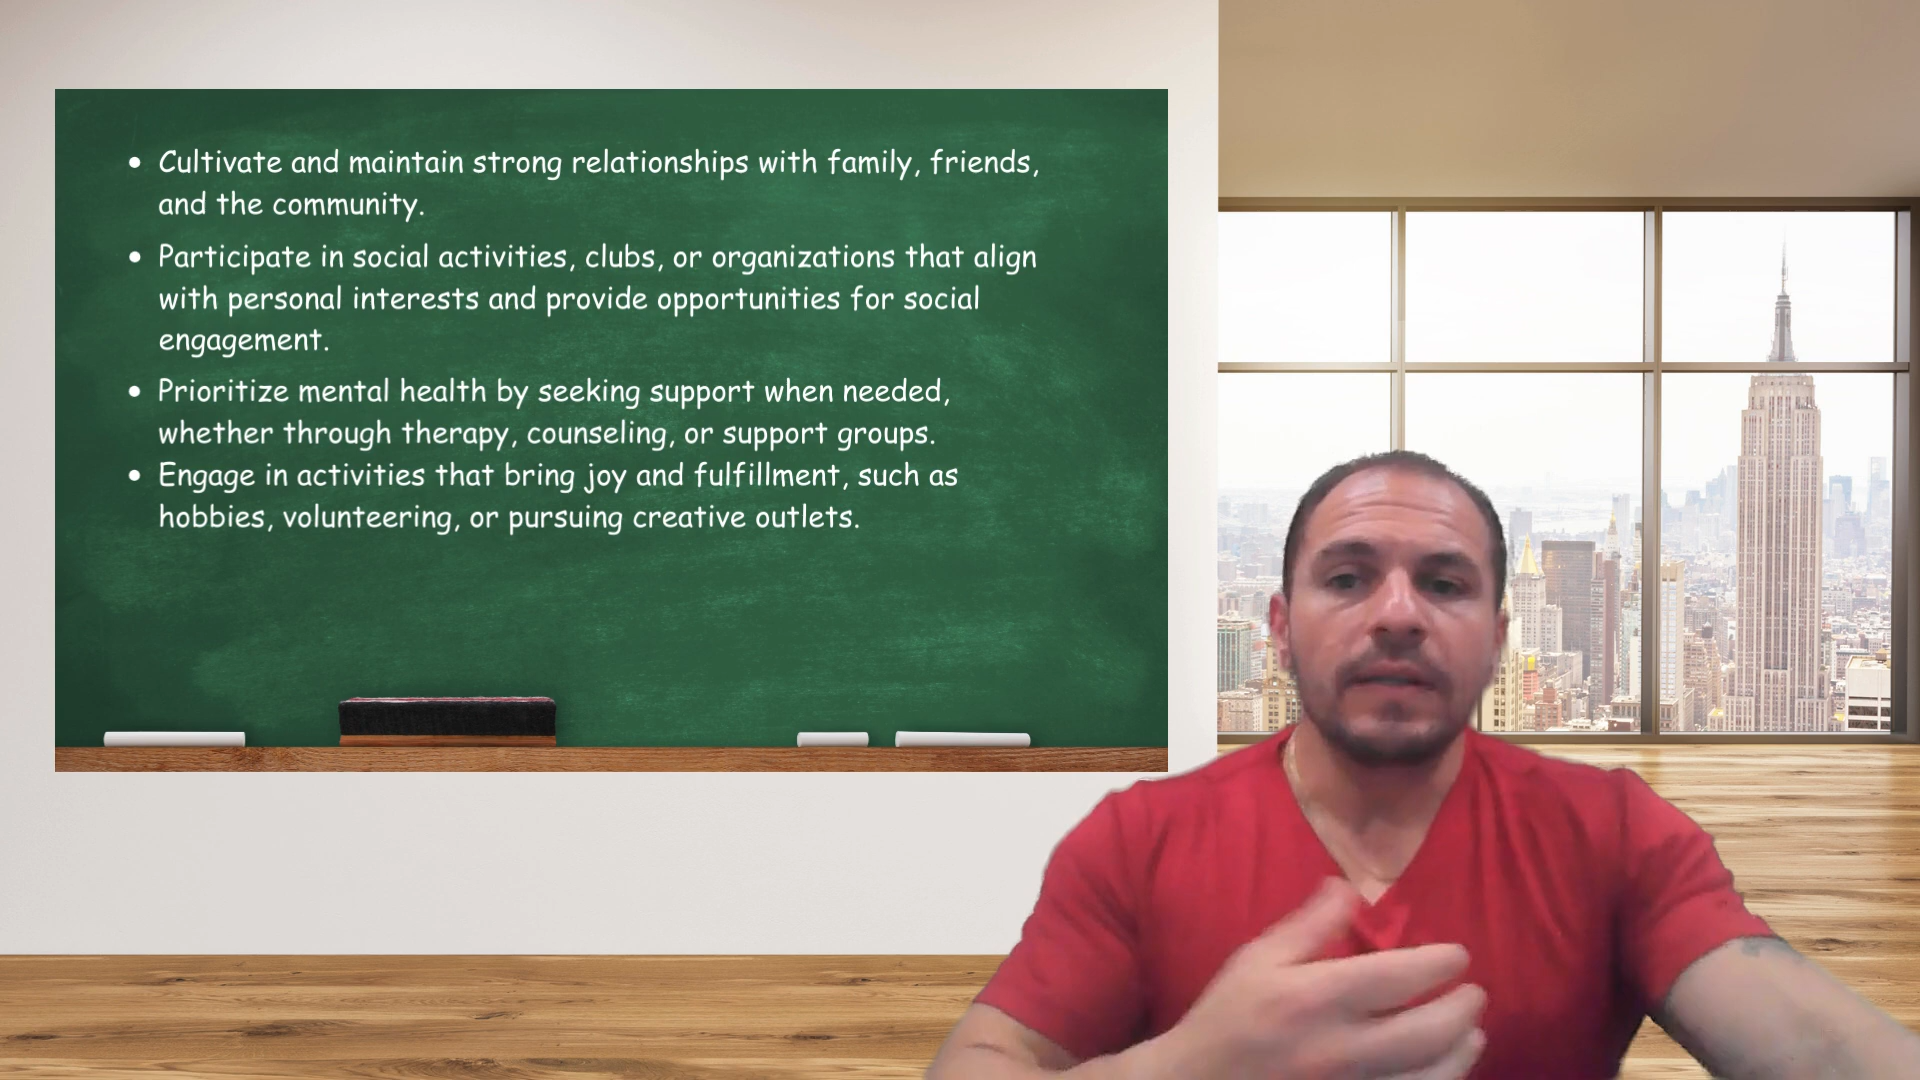 • Cultivate and maintain strong relationships with family, friends,
and the community.
• Participate in social activities, clubs, or organizations that align
with personal interests and provide opportunities for social
engagement.
• Prioritize mental health by seeking support when needed,
whether through therapy, counseling, or support groups.
• Engage in activities that bring joy and fulfillment, such as
hobbies, volunteering, or pursuing creative outlets.